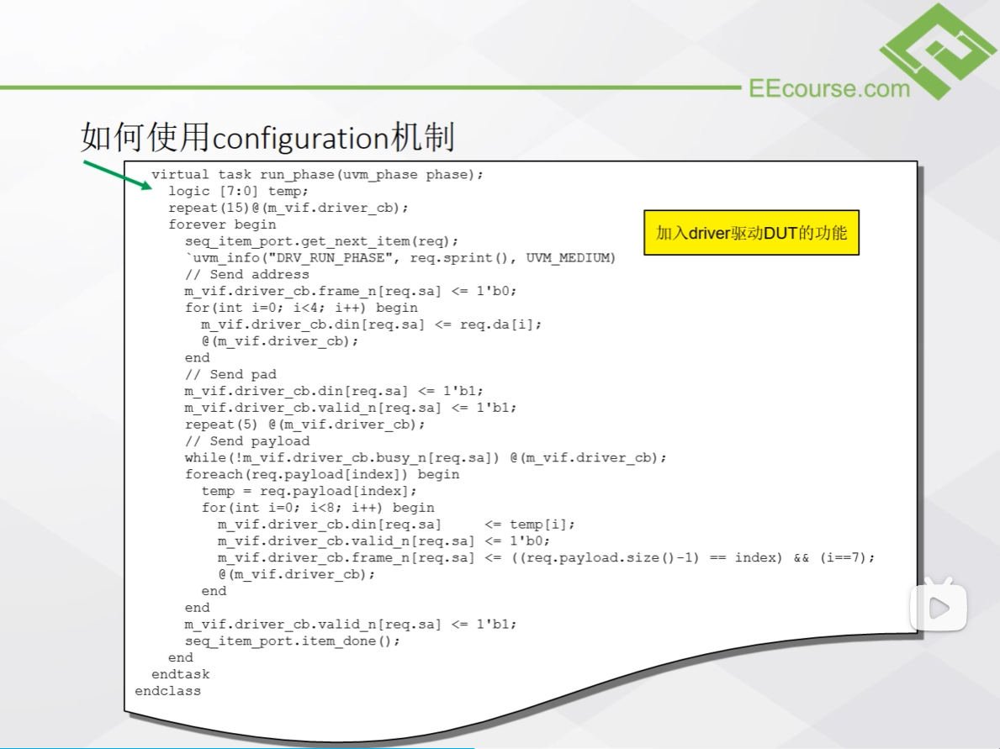 EEcourse.com
如何使用configuration机制
virtual task run_phase(uvm_phase phase);
logic [7:0] temp;
repeat(15)@(m_vif.driver_cb);
forever begin
seq_item_port.get_next_item(req);
`uvm_info("DRV_RUN_PHASE", req.sprint(), UVM_MEDIUM)
// Send address
m_vif.driver_cb.frame_n[req.sa] <= 1'b0;
for(int i=0; i<4; i++) begin
m_vif.driver_cb.din[req.sa] <= req.da[i];
@(m_vif.driver_cb);
end
// Send pad
m_vif.driver_cb.din[req.sa] <= 1'b1;
m_vif.driver_cb.valid_n[req.sa] <= 1'b1;
repeat(5) @(m_vif.driver_cb);
// Send payload
while(!m_vif.driver_cb.busy_n[req.sa]) @(m_vif.driver_cb);
foreach(req.payload[index]) begin
temp = req.payload[index];
for(int i=0; i<8; i++) begin
m_vif.driver_cb.din[req.sa] <= temp[i];
m_vif.driver_cb.valid_n[req.sa] <= 1'b0;
m_vif.driver_cb.frame_n[req.sa] <= ((req.payload.size()-1) == index) && (i==7);
@(m_vif.driver_cb);
end
end
m_vif.driver_cb.valid_n[req.sa] <= 1'b1;
seq_item_port.item_done();
end
endtask
endclass
加入driver驱动DUT的功能